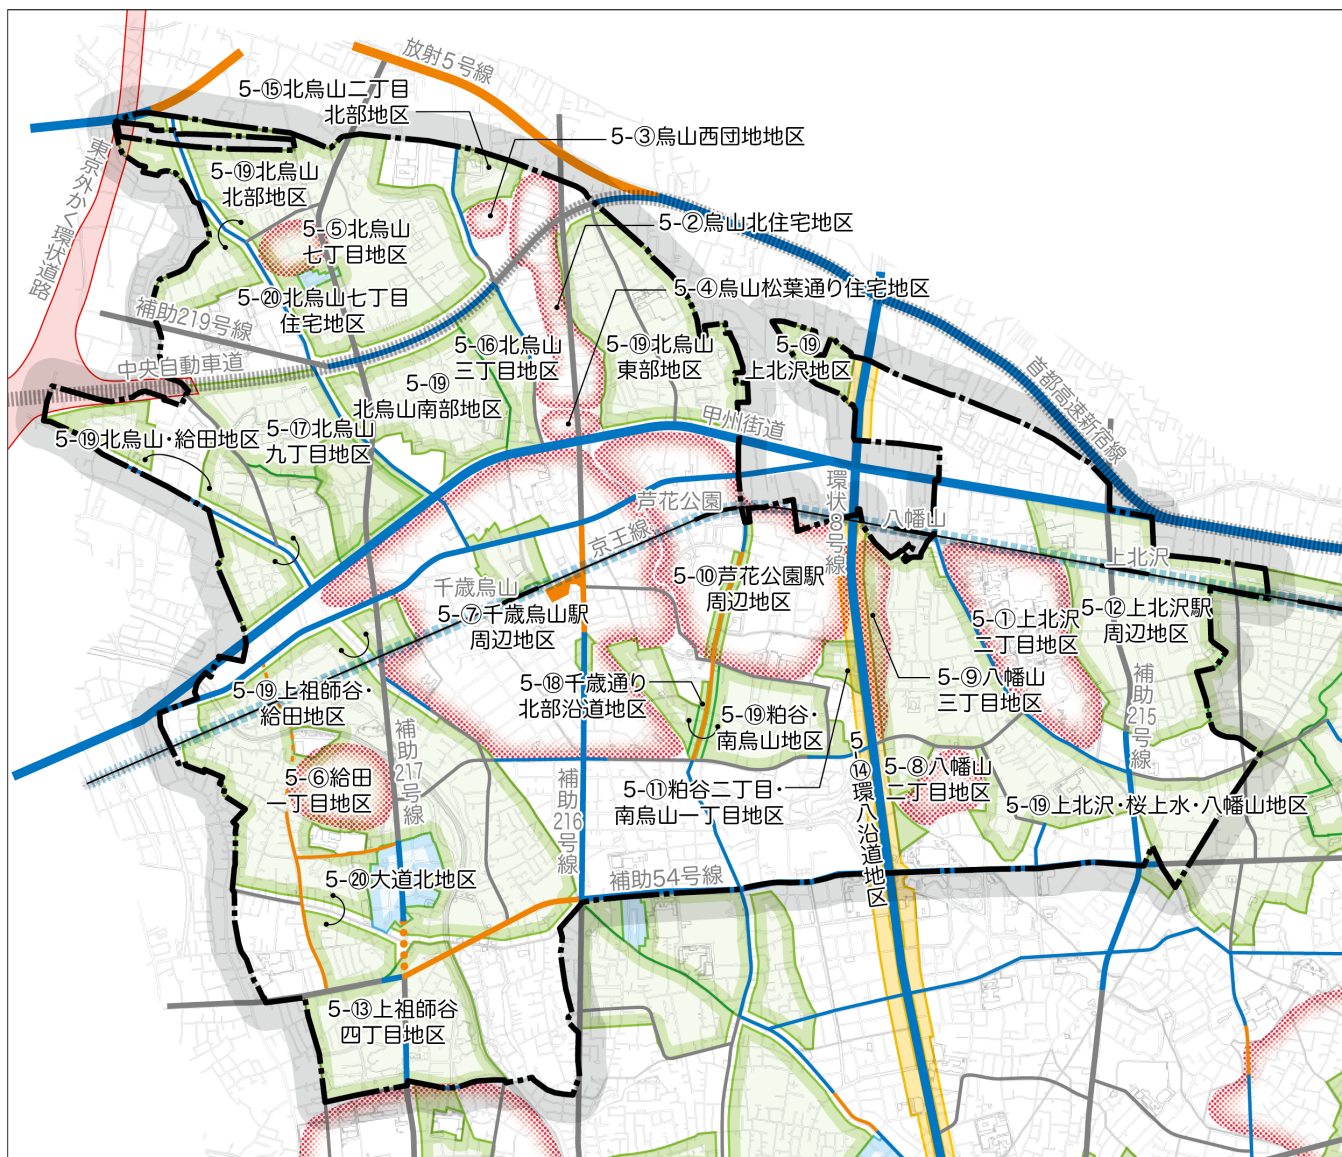 放射5号線
5-⑮北烏山二丁目
北部地区
5-③烏山西団地地区
東京外かく環状道路
5-⑲北烏山
北部地区
5-⑤北烏山
七丁目地区
5-②烏山北住宅地区
5-④烏山松葉通り住宅地区
5-⑳北烏山七丁目
住宅地区
補助219号線
中央自動車道
5-⑯北烏山
三丁目地区
5-⑲北烏山
東部地区
5-⑲
上北沢地区
首都高速新宿線
5-⑲
北烏山南部地区
甲州街道
5-⑲北烏山・給田地区
5-⑰北烏山
九丁目地区
環状8号線
芦花公園
京王線
八幡山
上北沢
千歳烏山
5-⑦千歳烏山駅
周辺地区
5-⑩芦花公園駅
周辺地区
5-①上北沢
二丁目地区
5-⑫上北沢駅
周辺地区
5-⑨八幡山
三丁目地区
5-⑱千歳通り
北部沿道地区
5-⑲上祖師谷・
給田地区
5-⑲粕谷・
南烏山地区
補助217号線
補助215号線
5-⑥給田
一丁目地区
補助216号線
5-⑪粕谷二丁目・
南烏山一丁目地区
5-⑭環八沿道地区
5-⑧八幡山
二丁目地区
5-⑲上北沢・桜上水・八幡山地区
5-⑳大道北地区
補助54号線
5-⑬上祖師谷
四丁目地区